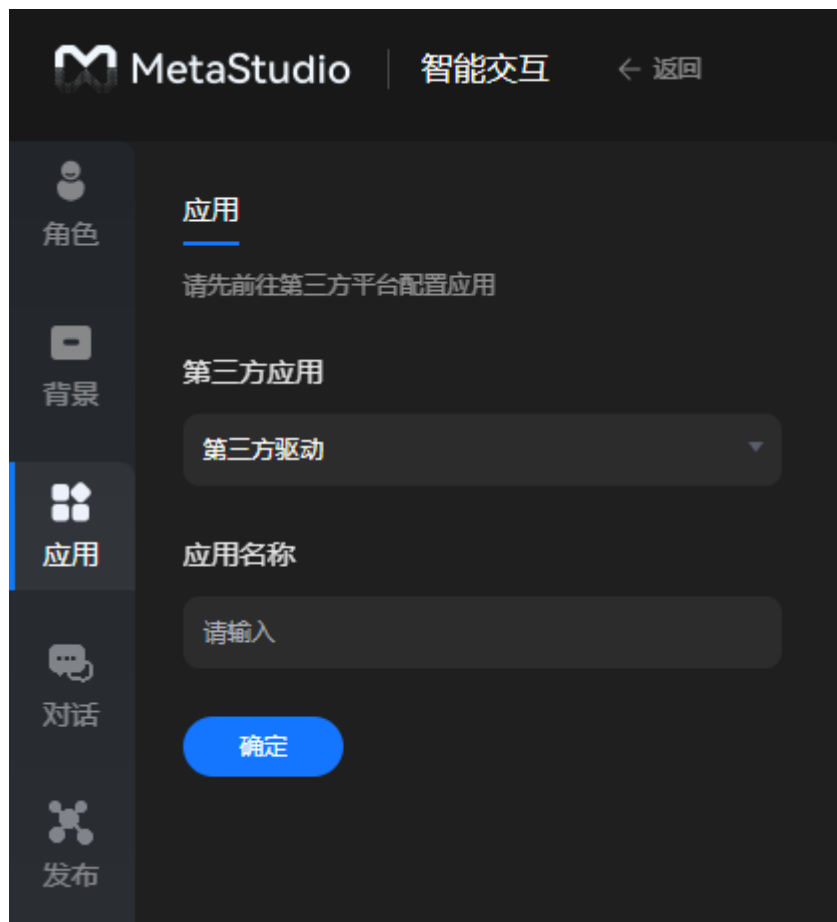 MetaStudio 智能交互 ← 返回
角色
背景
应用
对话
发布
应用
请先前往第三方平台配置应用
第三方应用
第三方驱动
应用名称
请输入
确定